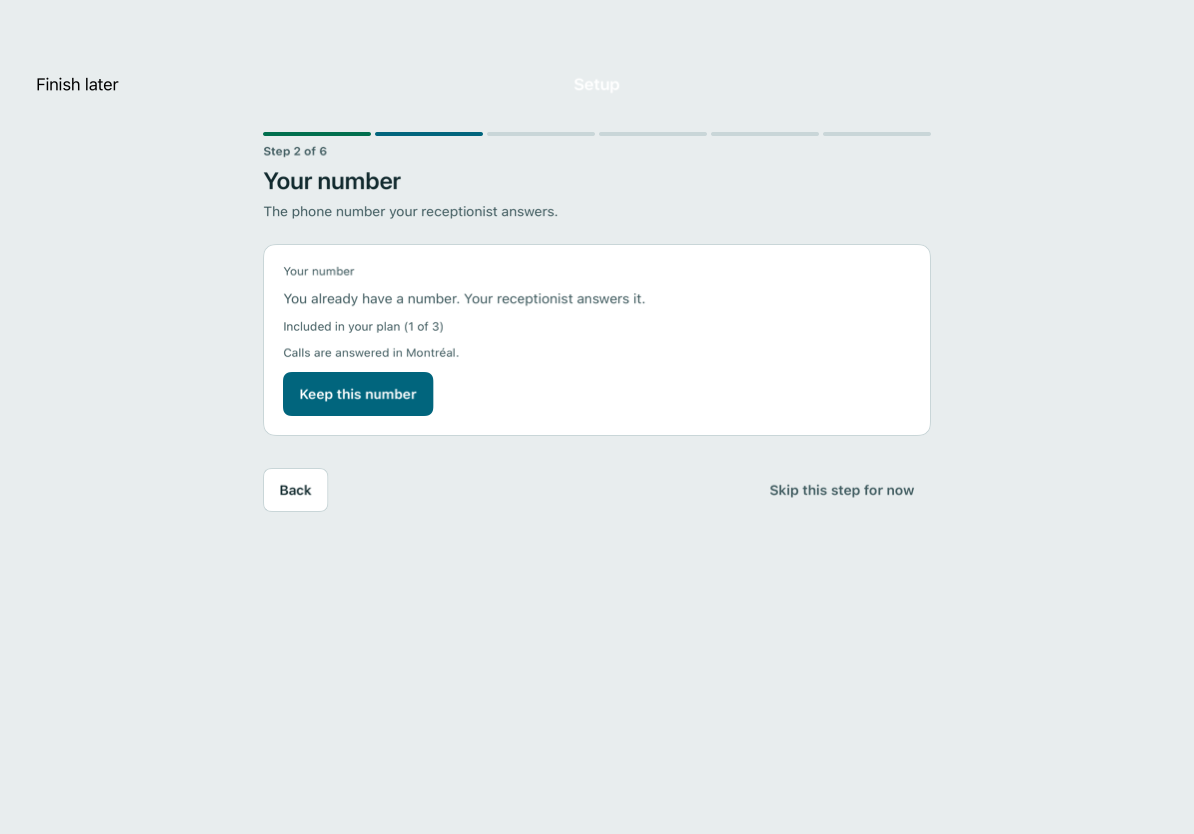 Finish later
Setup
Step 2 of 6
Your number
The phone number your receptionist answers.
Your number
You already have a number. Your receptionist answers it.
Included in your plan (1 of 3)
Calls are answered in Montréal.
Keep this number
Back
Skip this step for now